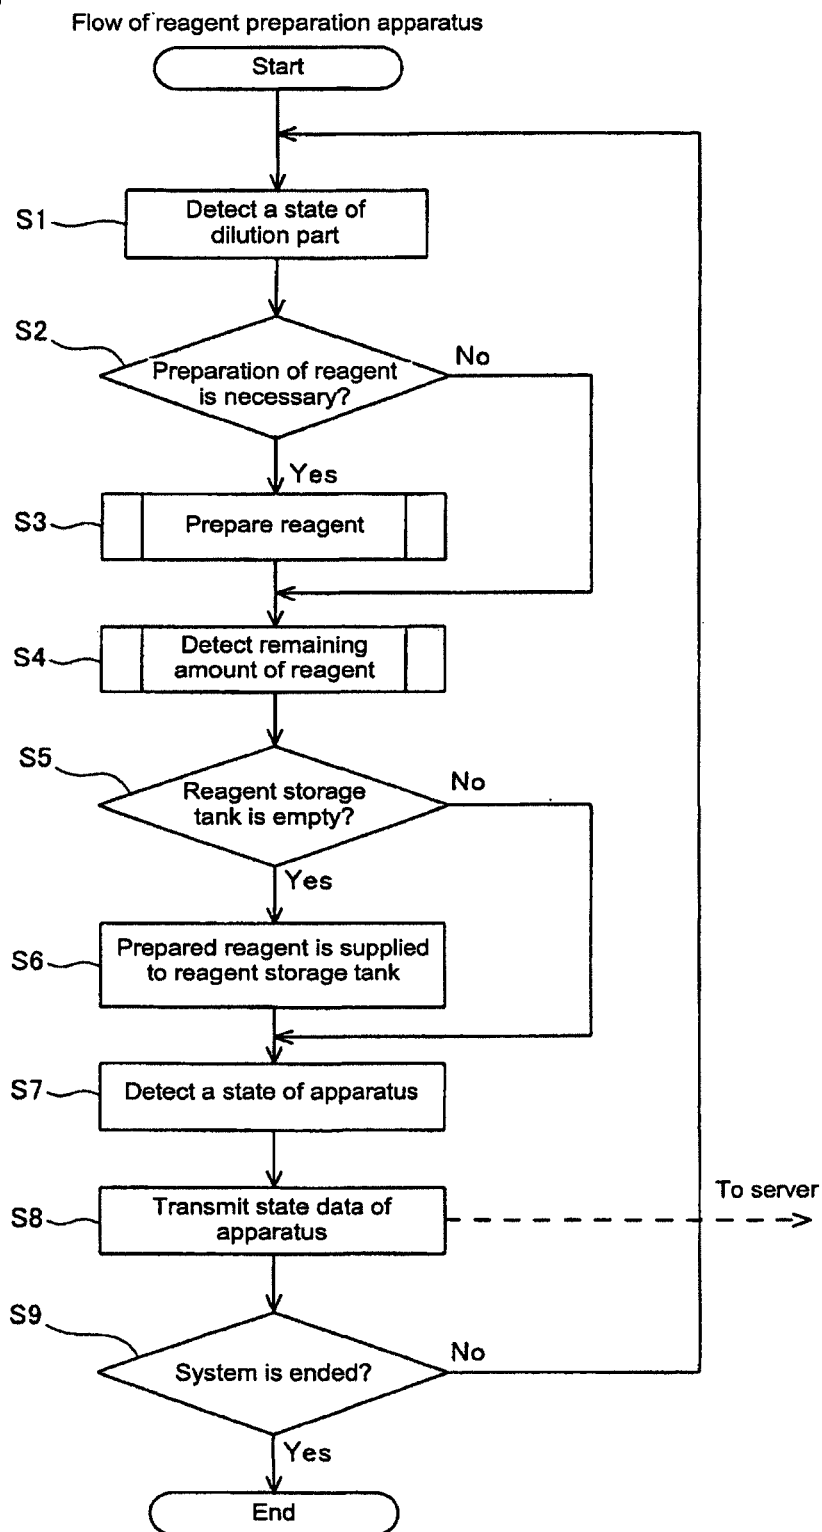 Flow of reagent preparation apparatus
Start
S1
Detect a state of
dilution part
S2
Preparation of reagent
is necessary?
No
Yes
S3
Prepare reagent
S4
Detect remaining
amount of reagent
S5
Reagent storage
tank is empty?
No
Yes
S6
Prepared reagent is supplied
to reagent storage tank
S7
Detect a state of apparatus
S8
Transmit state data of
apparatus
To server
S9
System is ended?
No
Yes
End